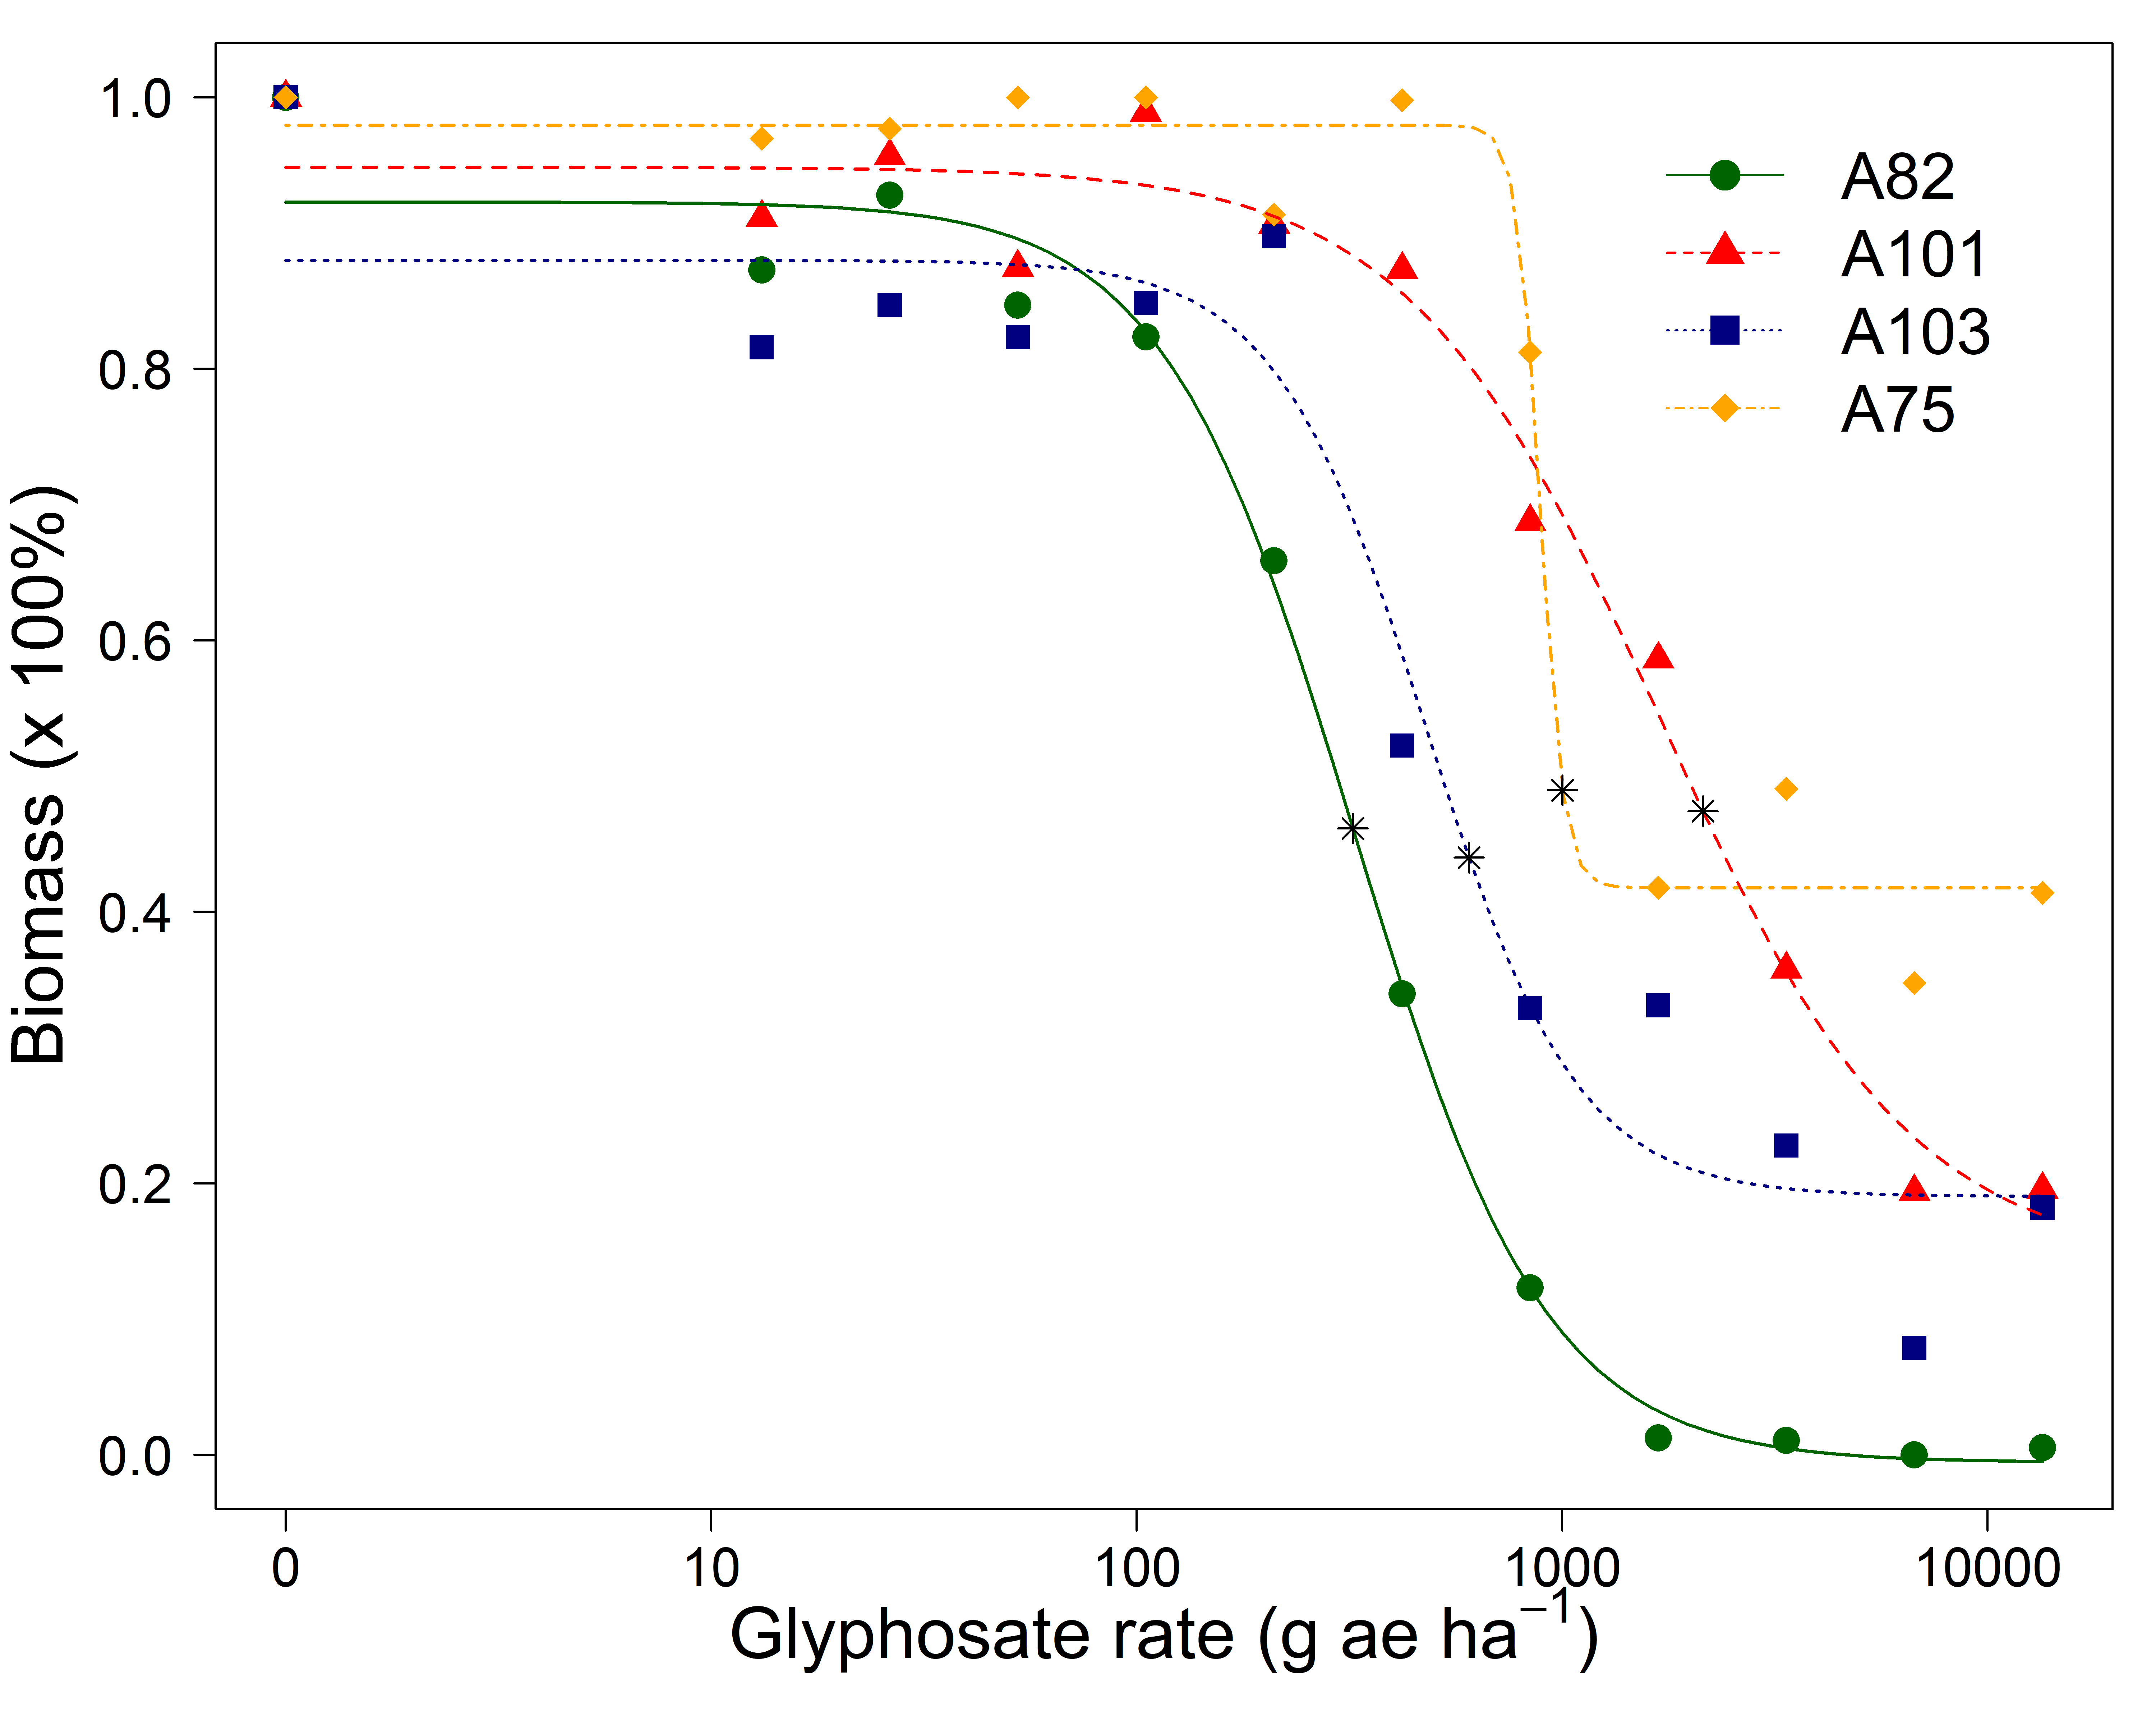 1.0
0.8
0.6
0.4
0.2
0.0
Biomass (x 100%)
A82
A101
A103
A75
0 10 100 1000 10000
Glyphosate rate (g ae ha⁻¹)